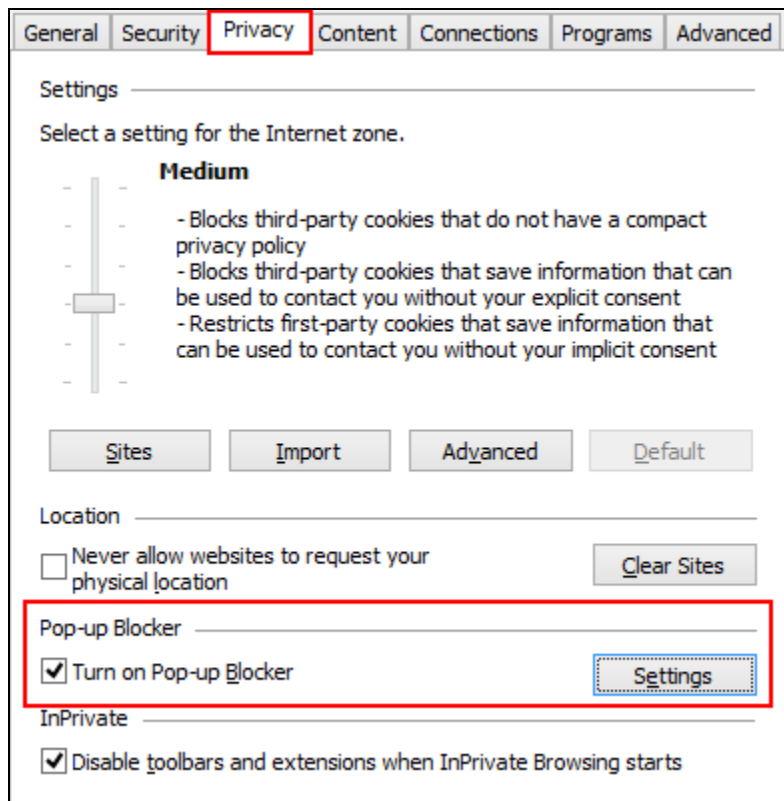 General Security Privacy Content Connections Programs Advanced
Settings
Select a setting for the Internet zone.
Medium
- Blocks third-party cookies that do not have a compact
privacy policy
- Blocks third-party cookies that save information that can
be used to contact you without your explicit consent
- Restricts first-party cookies that save information that
can be used to contact you without your implicit consent
Sites Import Advanced Default
Location
Never allow websites to request your
physical location
Clear Sites
Pop-up Blocker
Turn on Pop-up Blocker
Settings
InPrivate
Disable toolbars and extensions when InPrivate Browsing starts